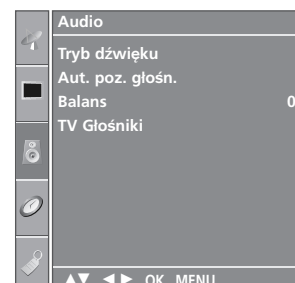 Audio
Tryb dźwięku
Aut. poz. głośn.
Balans 0
TV Głośniki
▲▼ ◄► OK MENU